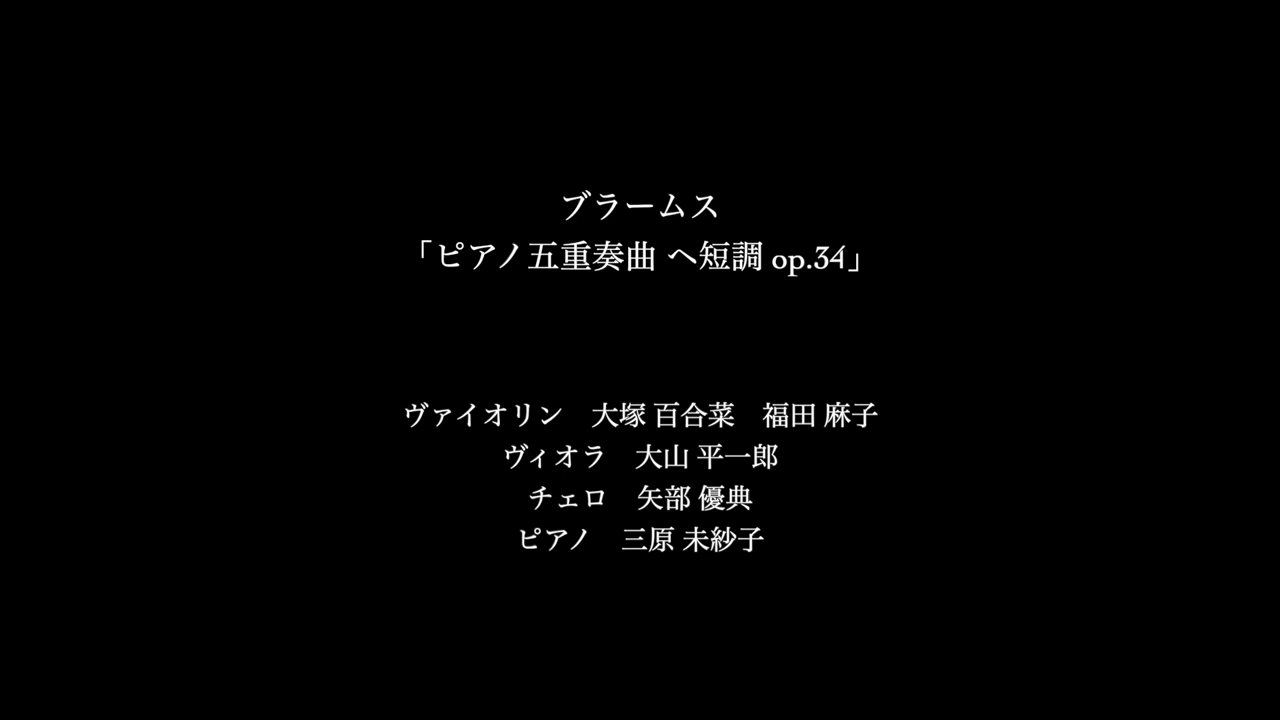 ブラームス
「ピアノ五重奏曲 ヘ短調 op.34」
ヴァイオリン　大塚 百合菜　福田 麻子
ヴィオラ　大山 平一郎
チェロ　矢部 優典
ピアノ　三原 未紗子